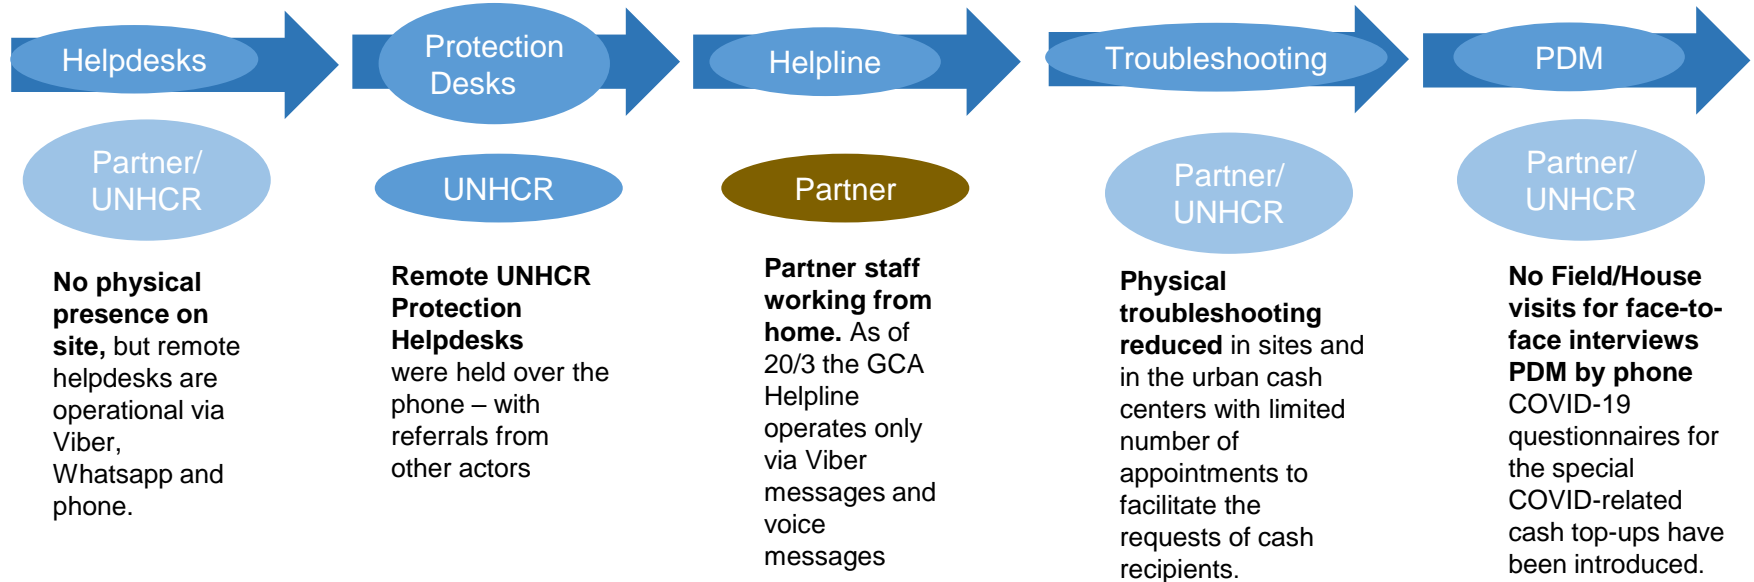 Helpdesks
Protection
Desks
Helpline
Troubleshooting
PDM
Partner/
UNHCR
UNHCR
Partner
Partner/
UNHCR
Partner/
UNHCR
No physical
presence on
site, but remote
helpdesks are
operational via
Viber,
Whatsapp and
phone.
Remote UNHCR
Protection
Helpdesks
were held over the
phone – with
referrals from
other actors
Partner staff
working from
home. As of
20/3 the GCA
Helpline
operates only
via Viber
messages and
voice
messages
Physical
troubleshooting
reduced in sites and
in the urban cash
centers with limited
number of
appointments to
facilitate the
requests of cash
recipients.
No Field/House
visits for face-to-
face interviews
PDM by phone
COVID-19
questionnaires for
the special
COVID-related
cash top-ups have
been introduced.